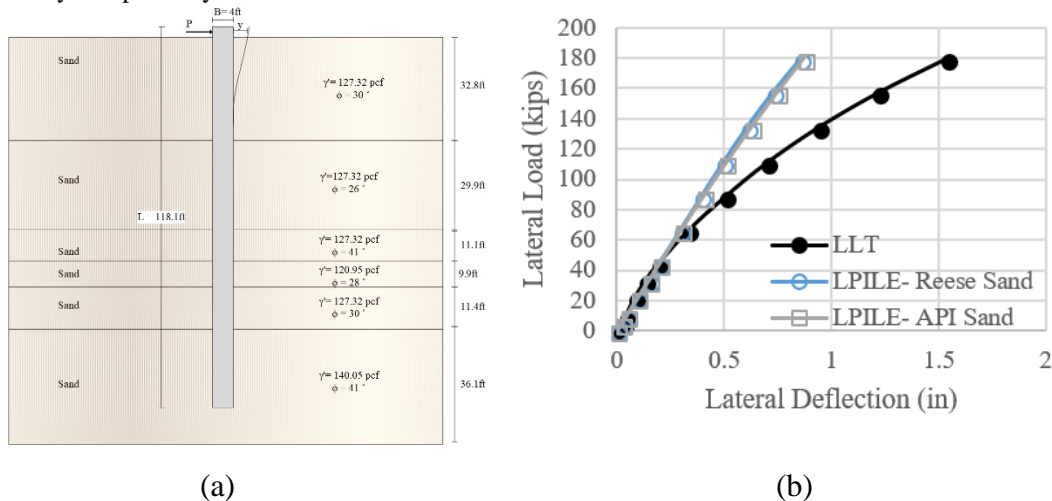 B= 4ft
P
y
Sand
γ'= 127.32 pcf
ϕ = 30 °
32.8ft
Sand
γ'=127.32 pcf
ϕ = 26 °
29.9ft
L = 118.1ft
Sand
γ'=127.32 pcf
ϕ = 41 °
11.1ft
Sand
γ'= 120.95 pcf
ϕ = 28 °
9.9ft
Sand
γ'= 127.32 pcf
ϕ = 30 °
11.4ft
Sand
γ'= 140.05 pcf
ϕ = 41 °
36.1ft
(a)
Lateral Load (kips)
200
180
160
140
120
100
80
60
40
20
0
LLT
LPILE- Reese Sand
LPILE- API Sand
0 0.5 1 1.5 2
Lateral Deflection (in)
(b)